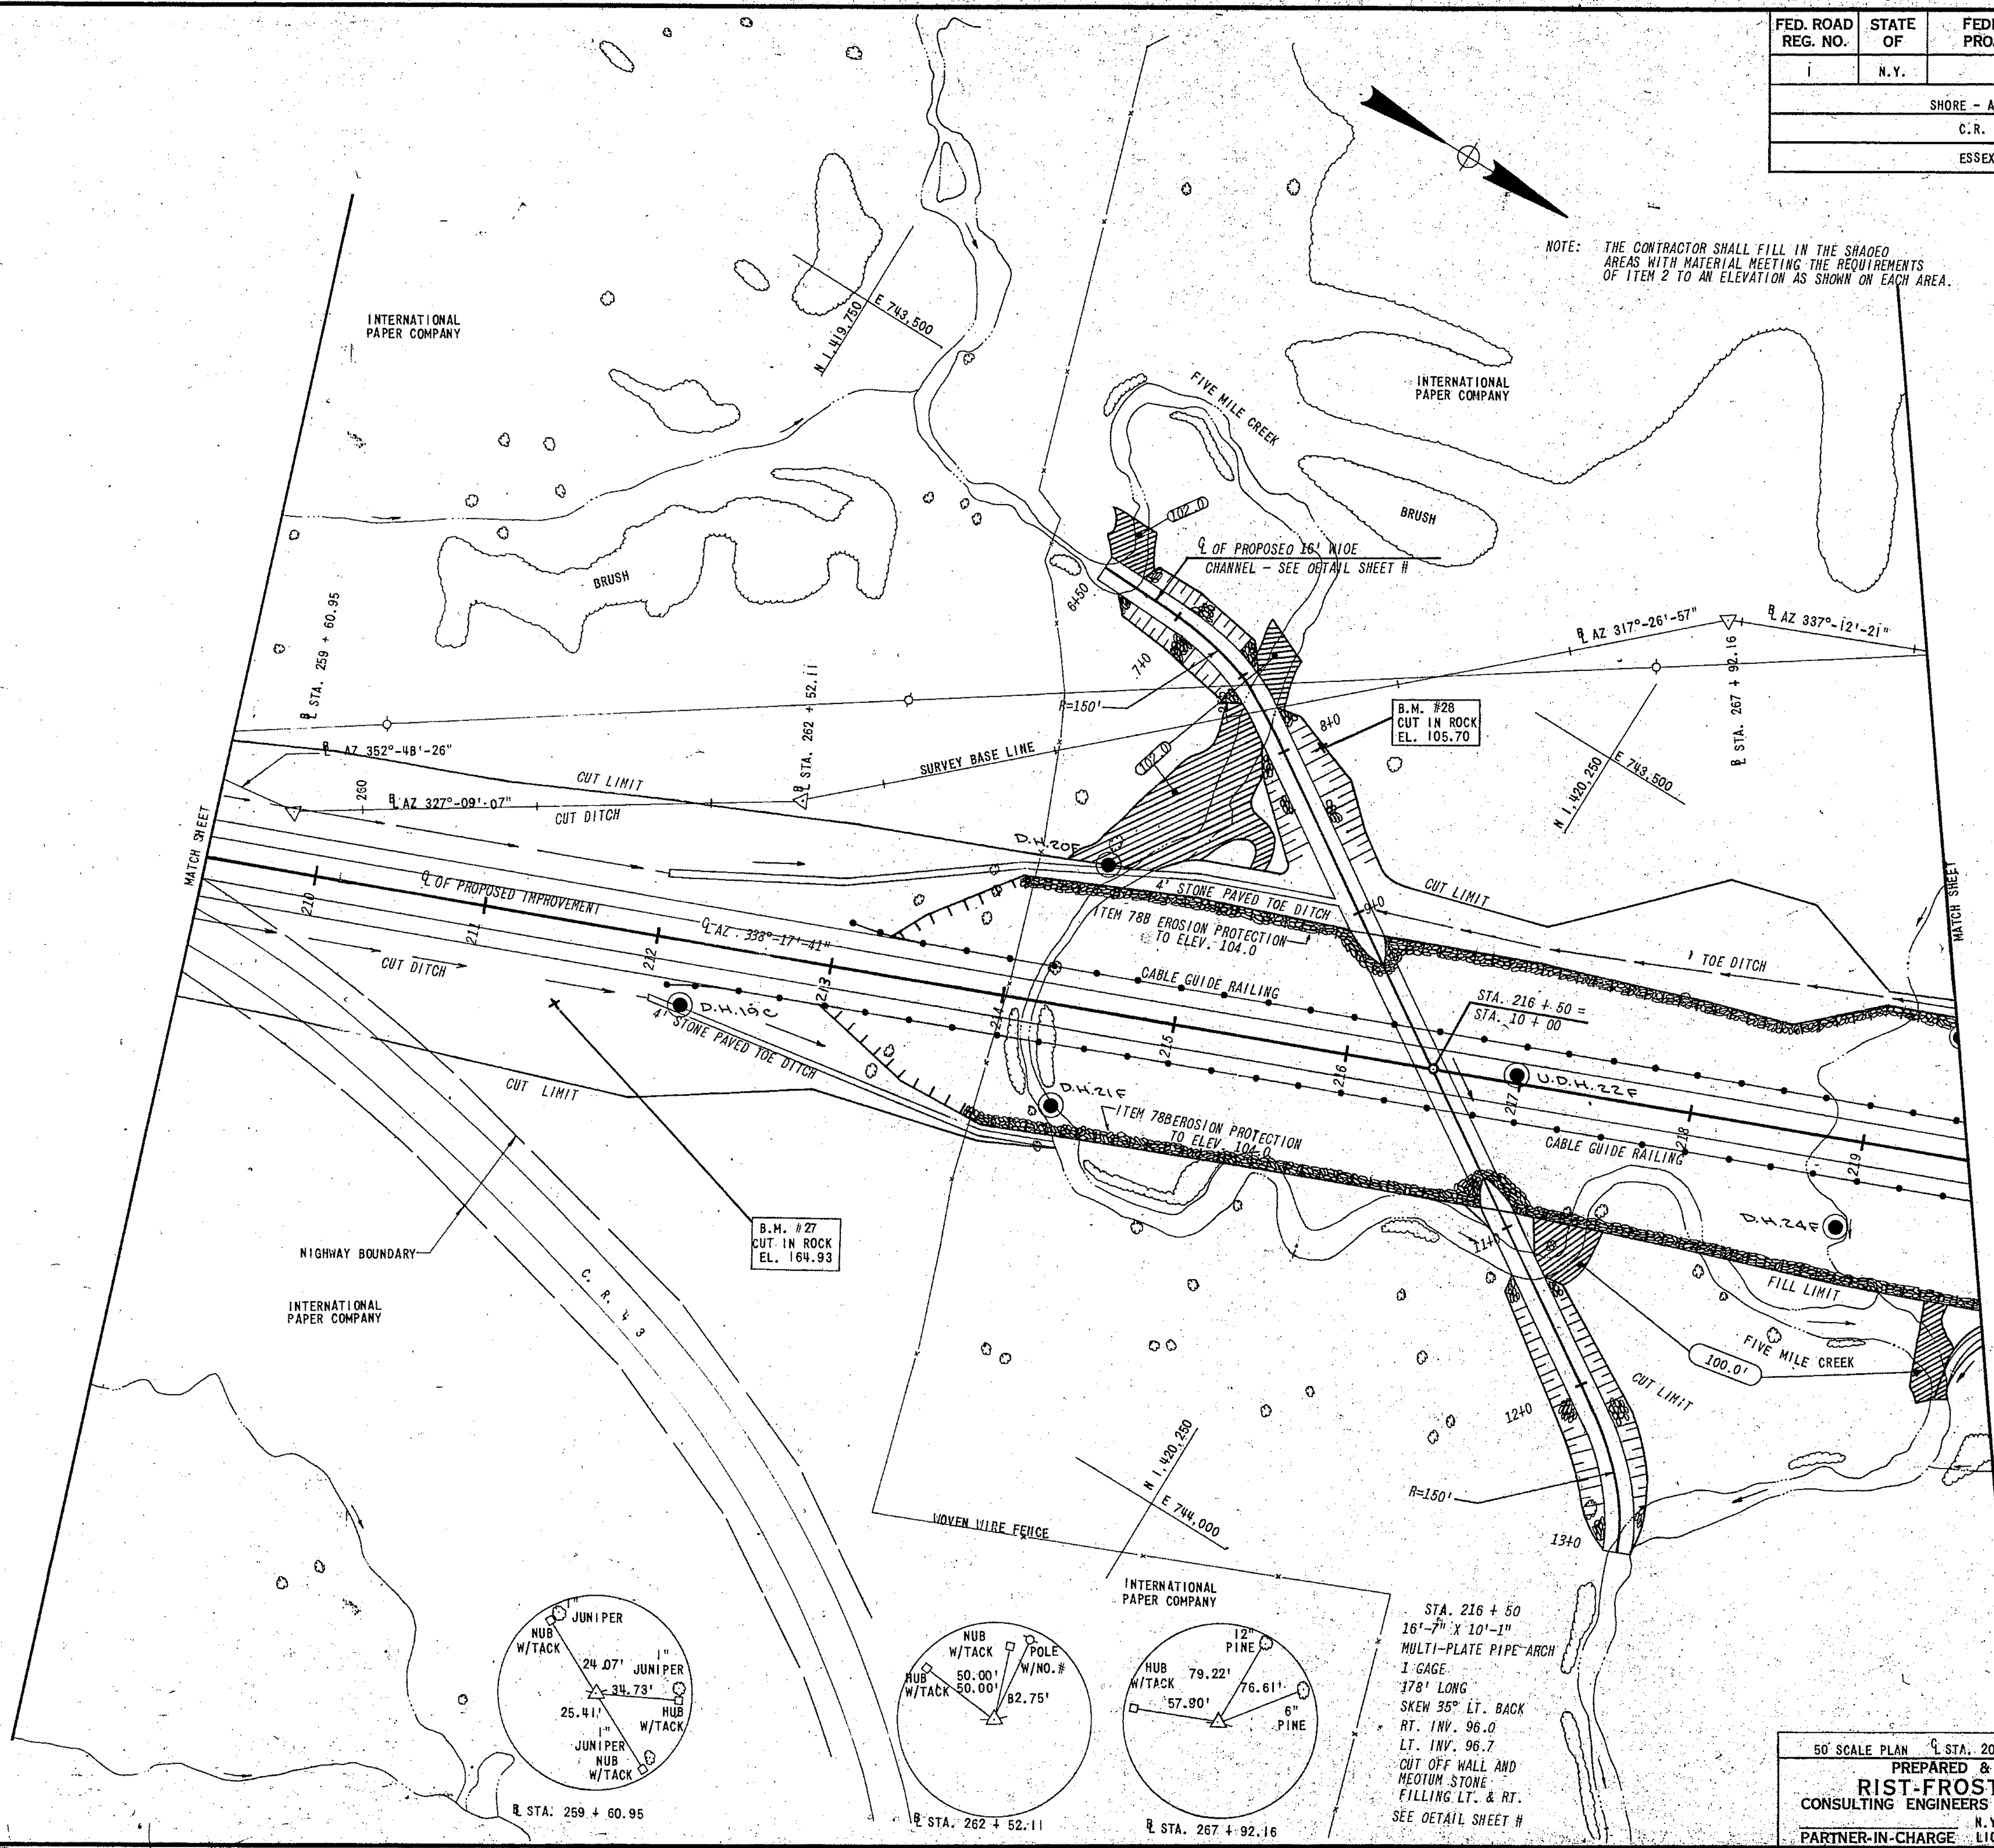 FED. ROAD REG. NO.
STATE OF
1
N.Y.
SHORE - A
C.R.
ESSEX
NOTE: THE CONTRACTOR SHALL FILL IN THE SHAOEO
AREAS WITH MATERIAL MEETING THE REQUIREMENTS
OF ITEM 2 TO AN ELEVATION AS SHOWN ON EACH AREA.
INTERNATIONAL
PAPER COMPANY
N 1,419,750
E 743,500
FIVE MILE CREEK
INTERNATIONAL
PAPER COMPANY
BRUSH
102.0
℄ OF PROPOSEO 16' WIOE
CHANNEL - SEE OETAIL SHEET #
BRUSH
6+50
7+0
R=150'
8+0
B.M. #28
CUT IN ROCK
EL. 105.70
AZ 317°-26'-57"
AZ 337°-12'-21"
STA. 267 + 92.16
STA. 259 + 60.95
STA. 262 + 52.11
N 1,420,250
E 743,500
AZ 352°-48'-26"
CUT LIMIT
SURVEY BASE LINE
102.0
260
AZ 327°-09'-07"
CUT DITCH
MATCH SHEET
D.H.20F
4' STONE PAVED TOE DITCH
9+0
CUT LIMIT
MATCH SHEET
210
℄ OF PROPOSED IMPROVEMENT
211
℄ AZ. 338°-17'-41"
ITEM 78B EROSION PROTECTION
TO ELEV. 104.0
TOE DITCH
CUT DITCH
212
213
CABLE GUIDE RAILING
STA. 216 + 50 =
STA. 10 + 00
D.H.19C
4' STONE PAVED TOE DITCH
214
215
216
217
U.D.H.22F
218
219
CUT LIMIT
D.H.21F
ITEM 78B EROSION PROTECTION
TO ELEV. 104.0
CABLE GUIDE RAILING
D.H.24F
B.M. #27
CUT IN ROCK
EL. 164.93
11+0
FILL LIMIT
NIGHWAY BOUNDARY
C. R. 43
INTERNATIONAL
PAPER COMPANY
FIVE MILE CREEK
100.0'
CUT LIMIT
12+0
N 1,420,250
E 744,000
R=150'
WOVEN WIRE FENCE
13+0
INTERNATIONAL
PAPER COMPANY
1"
JUNIPER
NUB
W/TACK
24.07'
1"
JUNIPER
34.73'
HUB
W/TACK
25.41'
1"
JUNIPER
NUB
W/TACK
STA. 259 + 60.95
NUB
W/TACK
POLE
W/NO.#
HUB
W/TACK
50.00'
50.00'
82.75'
STA. 262 + 52.11
12"
PINE
HUB
W/TACK
79.22'
76.61'
57.90'
6"
PINE
STA. 267 + 92.16
STA. 216 + 50
16'-7" X 10'-1"
MULTI-PLATE PIPE ARCH
1 GAGE
178' LONG
SKEW 35° LT. BACK
RT. INV. 96.0
LT. INV. 96.7
CUT OFF WALL AND
MEOIUM STONE
FILLING LT. & RT.
SEE OETAIL SHEET #
50 SCALE PLAN ℄ STA. 20
PREPARED &
RIST-FROST
CONSULTING ENGINEERS
N.Y
PARTNER-IN-CHARGE